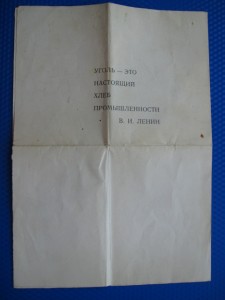 УГОЛЬ — ЭТО
НАСТОЯЩИЙ
ХЛЕБ
ПРОМЫШЛЕННОСТИ
В. И. ЛЕНИН